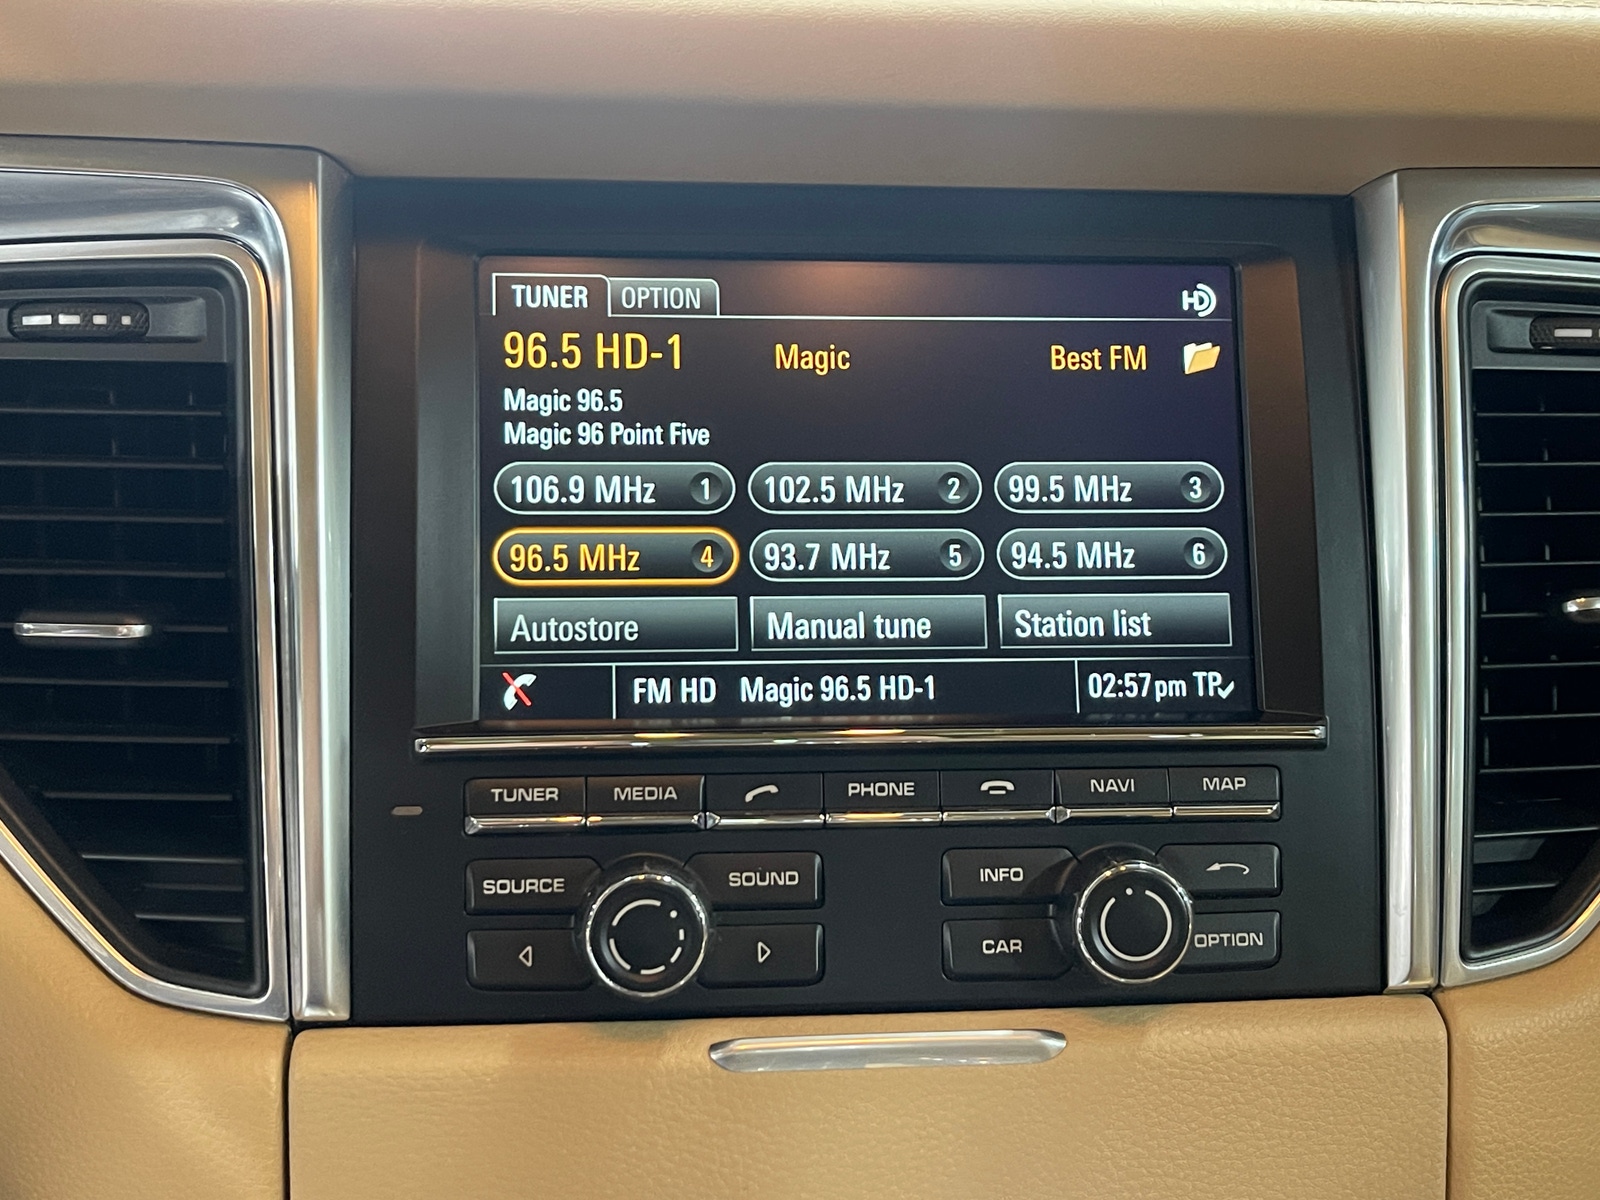 TUNER OPTION HD
96.5 HD-1 Magic Best FM
Magic 96.5
Magic 96 Point Five
106.9 MHz 1 102.5 MHz 2 99.5 MHz 3
96.5 MHz 4 93.7 MHz 5 94.5 MHz 6
Autostore Manual tune Station list
FM HD Magic 96.5 HD-1 02:57pm TP
TUNER MEDIA PHONE NAVI MAP
SOURCE SOUND INFO
CAR OPTION